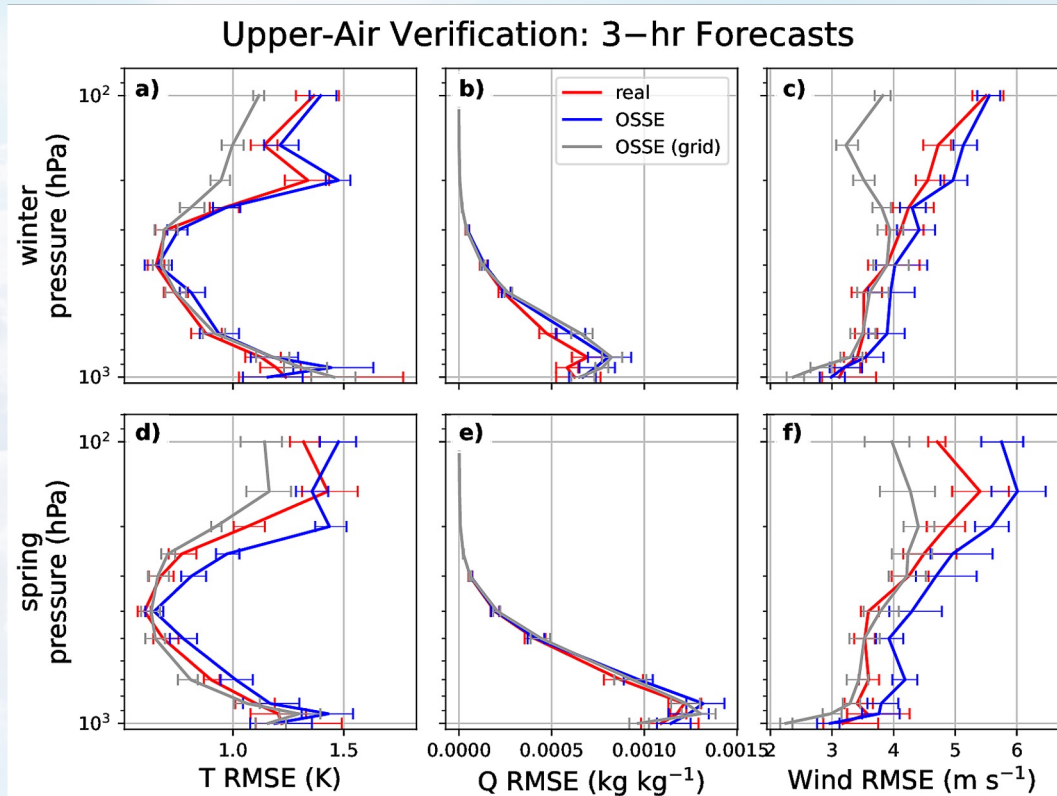 Upper-Air Verification: 3−hr Forecasts
a)
b)
c)
real
OSSE
OSSE (grid)
winter
pressure (hPa)
10²
10³
d)
e)
f)
spring
pressure (hPa)
10²
10³
1.0
1.5
0.0000
0.0005
0.0010
0.0015
2
3
4
5
6
T RMSE (K)
Q RMSE (kg kg⁻¹)
Wind RMSE (m s⁻¹)